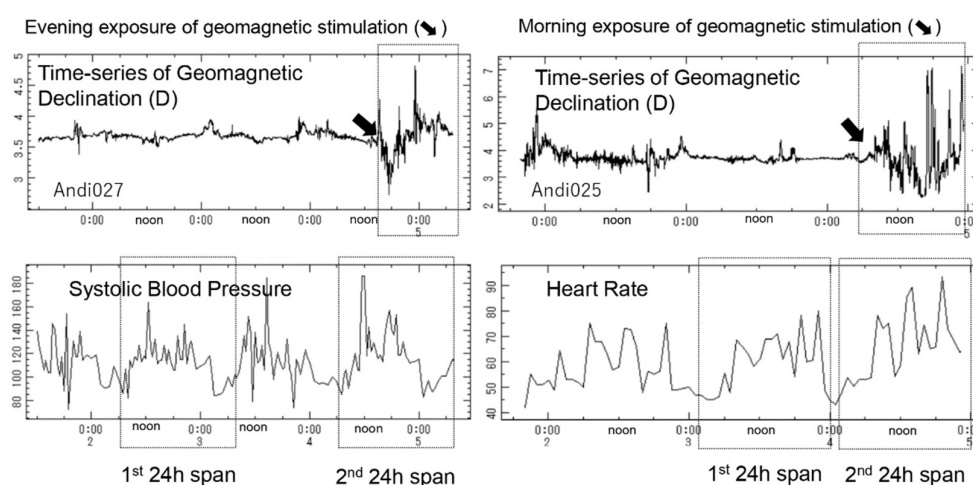 Evening exposure of geomagnetic stimulation (➘)
Time-series of Geomagnetic
Declination (D)
Andi027
5
4.5
3.5
3
0:00 noon 0:00 noon 0:00 noon 0:00
5
Morning exposure of geomagnetic stimulation (➘)
Time-series of Geomagnetic
Declination (D)
Andi025
7
6
5
4
3
2
0:00 noon 0:00 noon 0:00 noon 0:0
5
Systolic Blood Pressure
180
160
140
120
100
80
0:00 noon 0:00 noon 0:00 noon 0:00
2 3 4 5
1st 24h span
2nd 24h span
Heart Rate
90
80
70
60
50
40
0:00 noon 0:00 noon 0:00 noon 0:0
2 3 4 5
1st 24h span
2nd 24h span